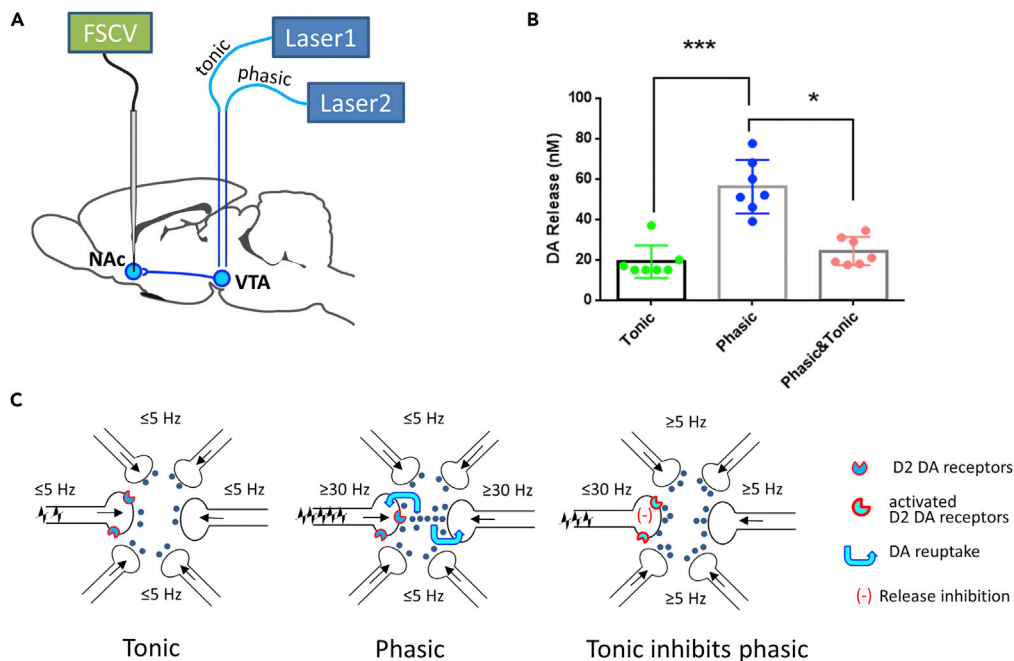 A
FSCV
Laser1
tonic
phasic
Laser2
NAc
VTA
B
***
*
DA Release (nM)
100
80
60
40
20
0
Tonic
Phasic
Phasic&Tonic
C
≤5 Hz
≤5 Hz
≤5 Hz
≤5 Hz
Tonic
≤5 Hz
≥30 Hz
≥30 Hz
≤5 Hz
Phasic
≥5 Hz
≤30 Hz
≥5 Hz
(-)
≥5 Hz
Tonic inhibits phasic
D2 DA receptors
activated
D2 DA receptors
DA reuptake
(-) Release inhibition